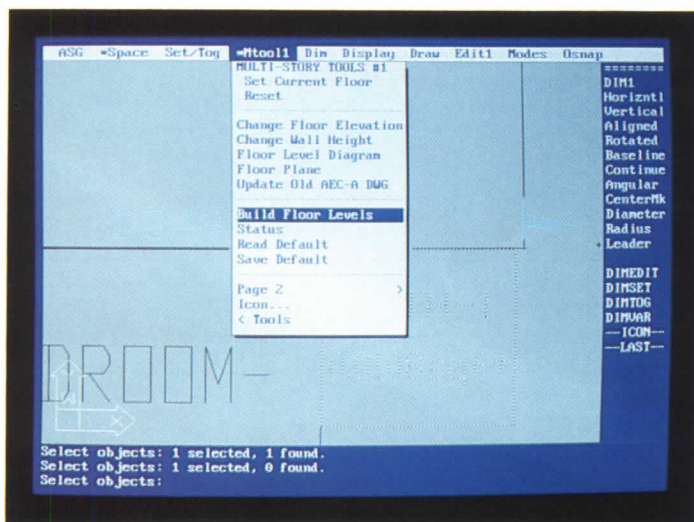 ASG =Space Set/Tog =Mtool1 Dim Display Draw Edit1 Modes Osnap
MULTI-STORY TOOLS #1
Set Current Floor
Reset
Change Floor Elevation
Change Wall Height
Floor Level Diagram
Floor Plane
Update Old AEC-A DWG
Build Floor Levels
Status
Read Default
Save Default
Page 2 >
Icon...
< Tools
========
DIM1
Horizntl
Vertical
Aligned
Rotated
Baseline
Continue
Angular
CenterMk
Diameter
Radius
Leader
DIMEDIT
DIMSET
DIMTOG
DIMVAR
--ICON--
--LAST--
DROOM-
X
Select objects: 1 selected, 1 found.
Select objects: 1 selected, 0 found.
Select objects: